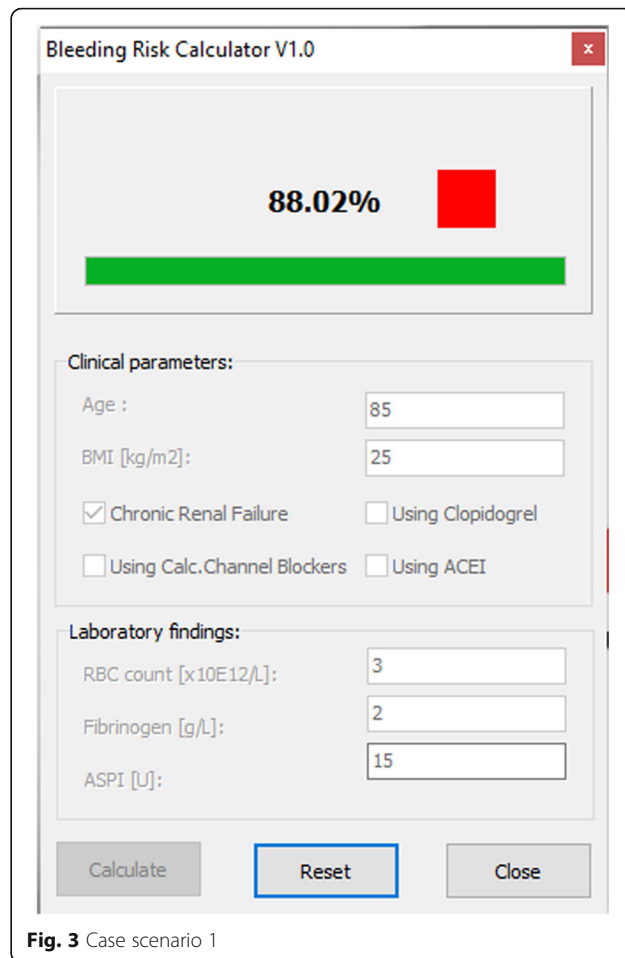 Bleeding Risk Calculator V1.0 x
88.02%
Clinical parameters:
Age : 85
BMI [kg/m2]: 25
Chronic Renal Failure Using Clopidogrel
Using Calc.Channel Blockers Using ACEI
Laboratory findings:
RBC count [x10E12/L]: 3
Fibrinogen [g/L]: 2
ASPI [U]: 15
Calculate Reset Close
Fig. 3 Case scenario 1